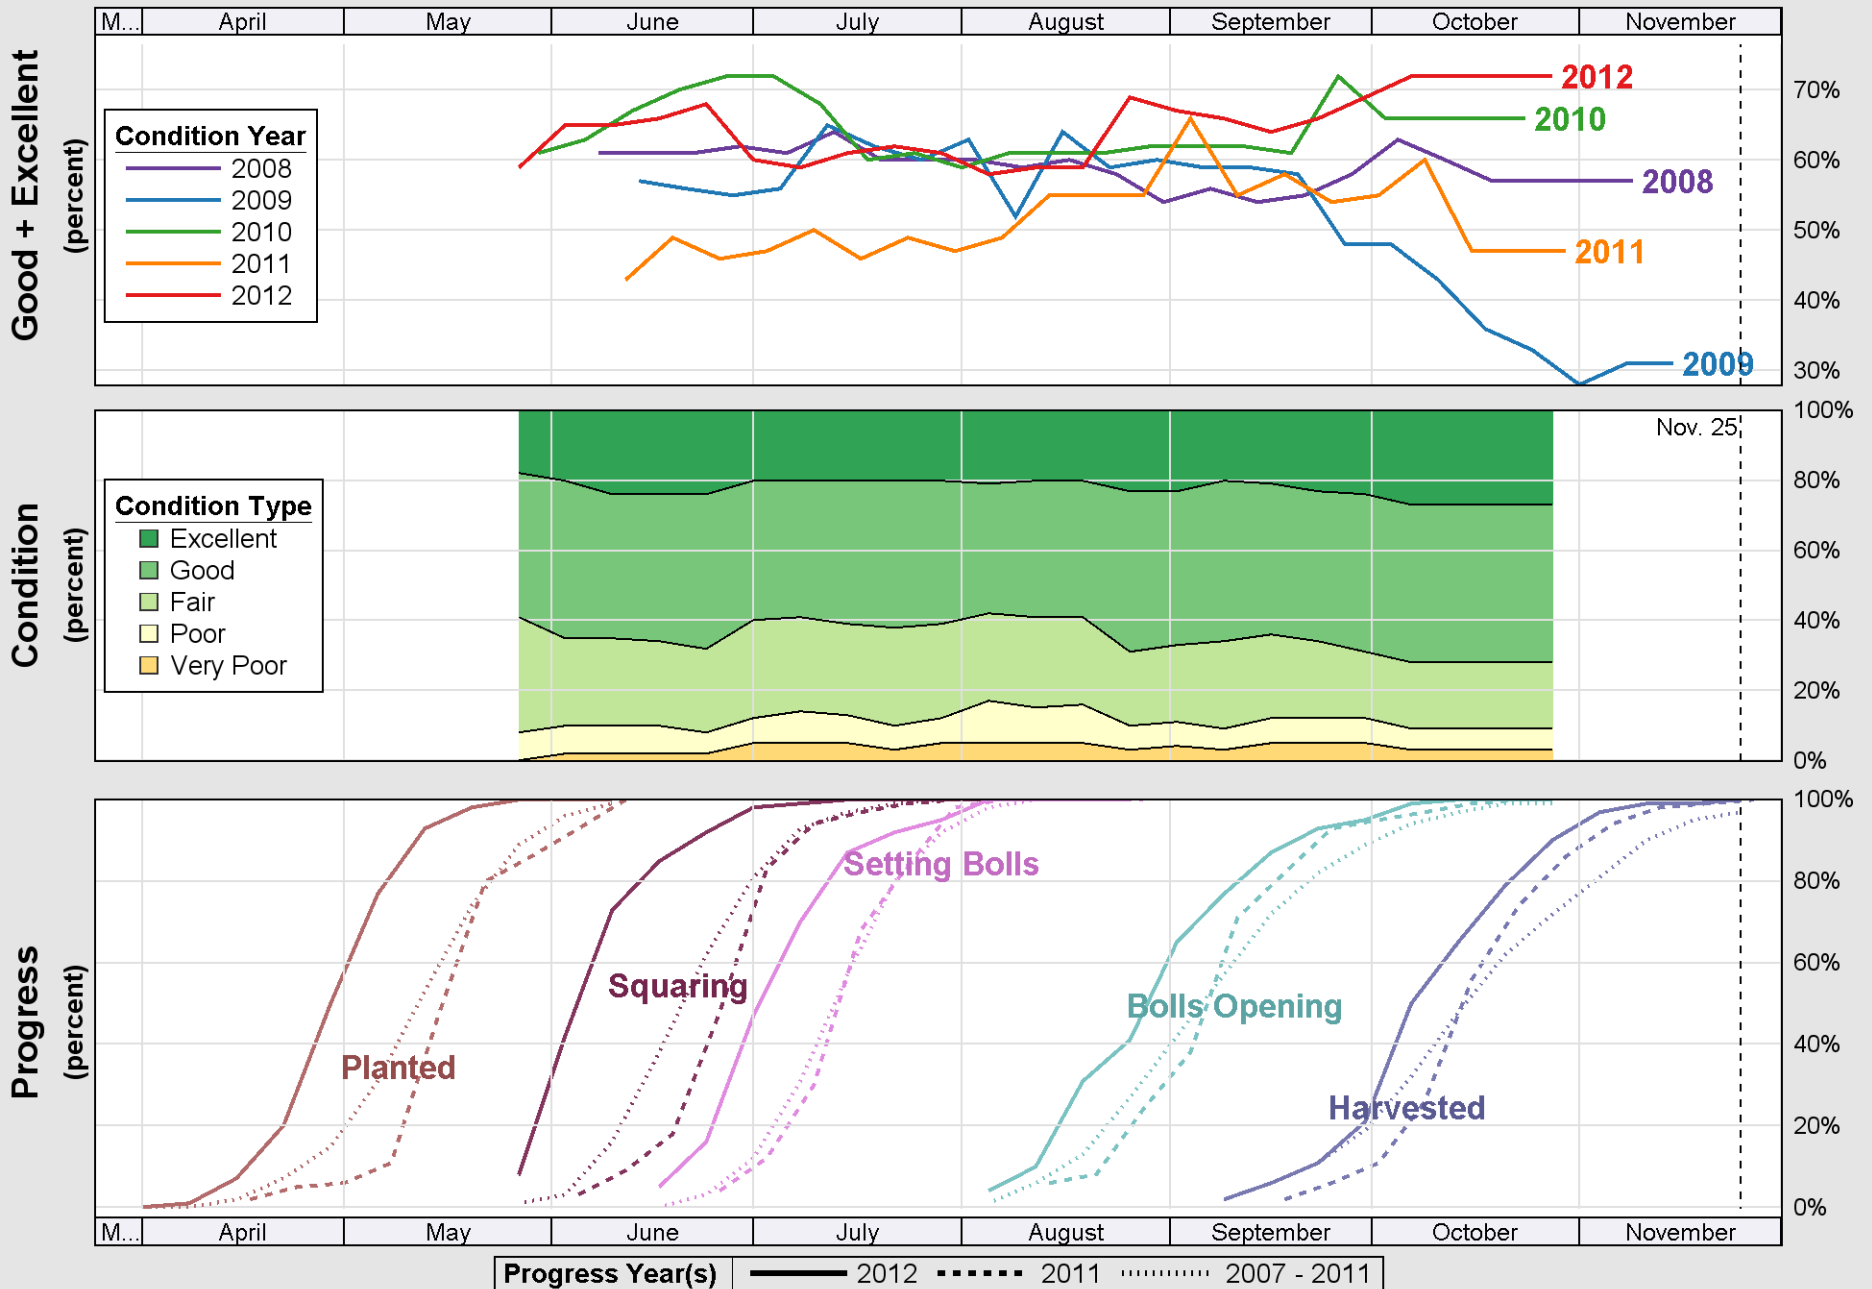 M... April May June July August September October November
Good + Excellent
(percent)
Condition Year
2008
2009
2010
2011
2012
2012
2010
2008
2011
2009
70%
60%
50%
40%
30%
Condition
(percent)
Condition Type
Excellent
Good
Fair
Poor
Very Poor
Nov. 25
100%
80%
60%
40%
20%
0%
Progress
(percent)
Planted
Squaring
Setting Bolls
Bolls Opening
Harvested
100%
80%
60%
40%
20%
0%
M... April May June July August September October November
Progress Year(s) 2012 2011 2007 - 2011